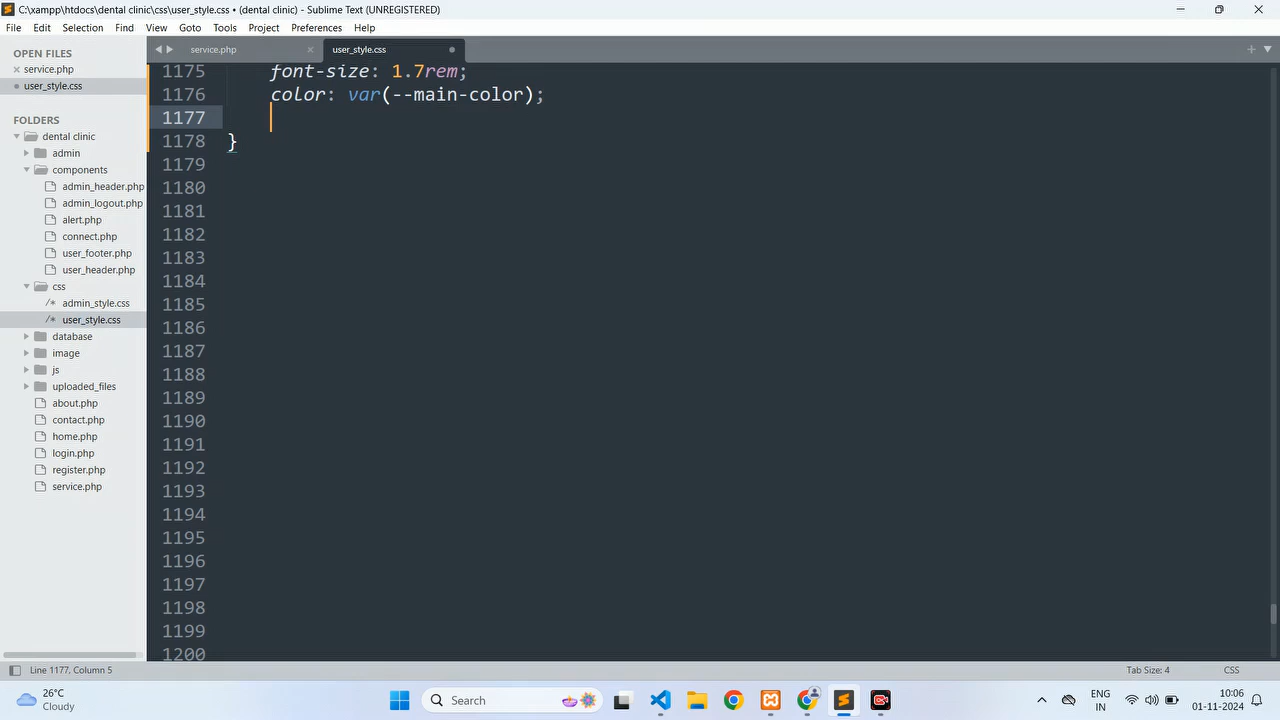 C:\xampp\htdocs\dental clinic\css\user_style.css • (dental clinic) - Sublime Text (UNREGISTERED)
File Edit Selection Find View Goto Tools Project Preferences Help
OPEN FILES
service.php
user_style.css
FOLDERS
dental clinic
admin
components
admin_header.php
admin_logout.php
alert.php
connect.php
user_footer.php
user_header.php
css
/* admin_style.css
/* user_style.css
database
image
js
uploaded_files
about.php
contact.php
home.php
login.php
register.php
service.php
service.php
user_style.css
1175 font-size: 1.7rem;
1176 color: var(--main-color);
1177
1178 }
1179
1180
1181
1182
1183
1184
1185
1186
1187
1188
1189
1190
1191
1192
1193
1194
1195
1196
1197
1198
1199
1200
Line 1177, Column 5
Tab Size: 4
CSS
26°C
Cloudy
Search
ENG
IN
10:06
01-11-2024